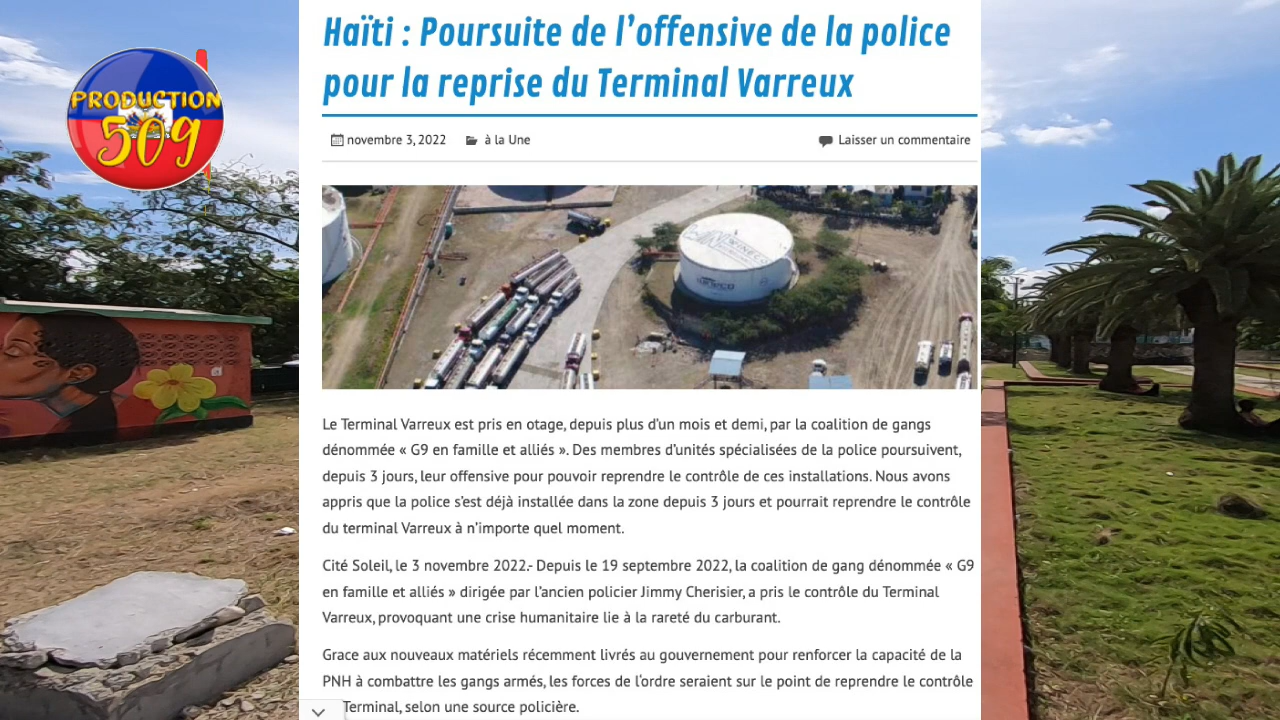 PRODUCTION
509
Haïti : Poursuite de l’offensive de la police
pour la reprise du Terminal Varreux
novembre 3, 2022 à la Une Laisser un commentaire
Le Terminal Varreux est pris en otage, depuis plus d’un mois et demi, par la coalition de gangs
dénommée « G9 en famille et alliés ». Des membres d’unités spécialisées de la police poursuivent,
depuis 3 jours, leur offensive pour pouvoir reprendre le contrôle de ces installations. Nous avons
appris que la police s’est déjà installée dans la zone depuis 3 jours et pourrait reprendre le contrôle
du terminal Varreux à n’importe quel moment.
Cité Soleil, le 3 novembre 2022.- Depuis le 19 septembre 2022, la coalition de gang dénommée « G9
en famille et alliés » dirigée par l’ancien policier Jimmy Cherisier, a pris le contrôle du Terminal
Varreux, provoquant une crise humanitaire lie à la rareté du carburant.
Grace aux nouveaux matériels récemment livrés au gouvernement pour renforcer la capacité de la
PNH à combattre les gangs armés, les forces de l’ordre seraient sur le point de reprendre le contrôle
Terminal, selon une source policière.